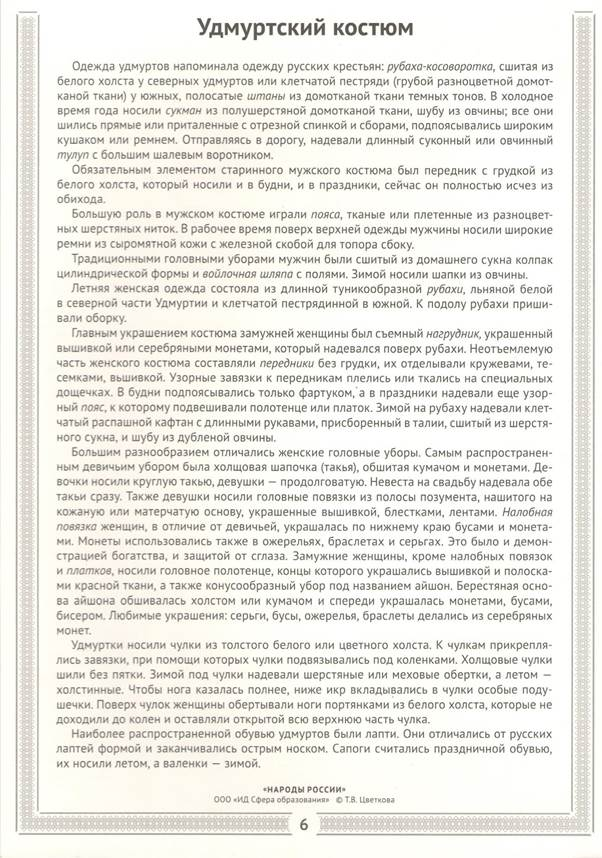 Удмуртский костюм
Одежда удмуртов напоминала одежду русских крестьян: рубаха-косоворотка, сшитая из
белого холста у северных удмуртов или клетчатой пестряди (грубой разноцветной домот-
каной ткани) у южных, полосатые штаны из домотканой ткани темных тонов. В холодное
время года носили сукман из полушерстяной домотканой ткани, шубу из овчины; все они
шились прямые или приталенные с отрезной спинкой и сборами, подпоясывались широким
кушаком или ремнем. Отправляясь в дорогу, надевали длинный суконный или овчинный
тулуп с большим шалевым воротником.
Обязательным элементом старинного мужского костюма был передник с грудкой из
белого холста, который носили и в будни, и в праздники, сейчас он полностью исчез из
обихода.
Большую роль в мужском костюме играли пояса, тканые или плетенные из разноцвет-
ных шерстяных ниток. В рабочее время поверх верхней одежды мужчины носили широкие
ремни из сыромятной кожи с железной скобой для топора сбоку.
Традиционными головными уборами мужчин был сшитый из домашнего сукна колпак
цилиндрической формы и войлочная шляпа с полями. Зимой носили шапки из овчины.
Летняя женская одежда состояла из длинной туникообразной рубахи, льняной белой
в северной части Удмуртии и клетчатой пестрядинной в южной. К подолу рубахи приши-
вали оборку.
Главным украшением костюма замужней женщины был съемный нагрудник, украшенный
вышивкой или серебряными монетами, который надевался поверх рубахи. Неотъемлемую
часть женского костюма составляли передники без грудки, их отделывали кружевами, те-
семками, вьшивкой. Узорные завязки к передникам плелись или ткались на специальных
дощечках. В будни подпоясывались только фартуком, а в праздники надевали еще узор-
ный пояс, к которому подвешивали полотенце или платок. Зимой на рубаху надевали клет-
чатый распашной кафтан с длинными рукавами, присборенный в талии, сшитый из шерстя-
ного сукна, и шубу из дубленой овчины.
Большим разнообразием отличались женские головные уборы. Самым распространен-
ным девичьим убором была холщовая шапочка (такья), обшитая кумачом и монетами. Де-
вочки носили круглую такью, девушки — продолговатую. Невеста на свадьбу надевала обе
такьи сразу. Также девушки носили головные повязки из полосы позумента, нашитого на
кожаную или матерчатую основу, украшенные вышивкой, блестками, лентами. Налобная
повязка женщин, в отличие от девичьей, украшалась по нижнему краю бусами и монета-
ми. Монеты использовались также в ожерельях, браслетах и серьгах. Это было и демон-
страцией богатства, и защитой от сглаза. Замужние женщины, кроме налобных повязок
и платков, носили головное полотенце, концы которого украшались вышивкой и полоска-
ми красной ткани, а также конусообразный убор под названием айшон. Берестяная осно-
ва айшона обшивалась холстом или кумачом и спереди украшалась монетами, бусами,
бисером. Любимые украшения: серьги, бусы, ожерелья, браслеты делались из серебряных
монет.
Удмуртки носили чулки из толстого белого или цветного холста. К чулкам прикрепля-
лись завязки, при помощи которых чулки подвязывались под коленками. Холщовые чулки
шили без пятки. Зимой под чулки надевали шерстяные или меховые обертки, а летом —
холстинные. Чтобы нога казалась полнее, ниже икр вкладывались в чулки особые поду-
шечки. Поверх чулок женщины обертывали ноги портянками из белого холста, которые не
доходили до колен и оставляли открытой всю верхнюю часть чулка.
Наиболее распространенной обувью удмуртов были лапти. Они отличались от русских
лаптей формой и заканчивались острым носком. Сапоги считались праздничной обувью,
их носили летом, а валенки — зимой.
«НАРОДЫ РОССИИ»
ООО «ИД Сфера образования» © Т.В. Цветкова
6